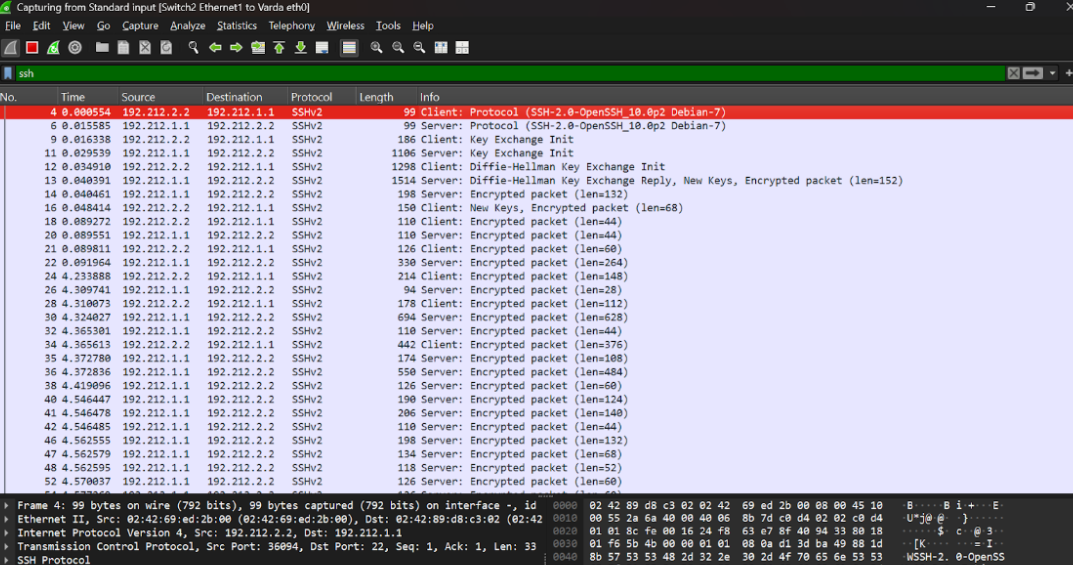 Capturing from Standard input [Switch2 Ethernet1 to Varda eth0]
File Edit View Go Capture Analyze Statistics Telephony Wireless Tools Help
ssh
No. Time Source Destination Protocol Length Info
4 0.000554 192.212.2.2 192.212.1.1 SSHv2 99 Client: Protocol (SSH-2.0-OpenSSH_10.0p2 Debian-7)
6 0.015585 192.212.1.1 192.212.2.2 SSHv2 99 Server: Protocol (SSH-2.0-OpenSSH_10.0p2 Debian-7)
9 0.016338 192.212.2.2 192.212.1.1 SSHv2 186 Client: Key Exchange Init
11 0.029539 192.212.1.1 192.212.2.2 SSHv2 1106 Server: Key Exchange Init
12 0.034910 192.212.2.2 192.212.1.1 SSHv2 1298 Client: Diffie-Hellman Key Exchange Init
13 0.040391 192.212.1.1 192.212.2.2 SSHv2 1514 Server: Diffie-Hellman Key Exchange Reply, New Keys, Encrypted packet (len=152)
14 0.040461 192.212.1.1 192.212.2.2 SSHv2 198 Server: Encrypted packet (len=132)
16 0.048414 192.212.2.2 192.212.1.1 SSHv2 150 Client: New Keys, Encrypted packet (len=68)
18 0.089272 192.212.2.2 192.212.1.1 SSHv2 110 Client: Encrypted packet (len=44)
20 0.089551 192.212.1.1 192.212.2.2 SSHv2 110 Server: Encrypted packet (len=44)
21 0.089811 192.212.2.2 192.212.1.1 SSHv2 126 Client: Encrypted packet (len=60)
22 0.091964 192.212.1.1 192.212.2.2 SSHv2 330 Server: Encrypted packet (len=264)
24 4.233888 192.212.2.2 192.212.1.1 SSHv2 214 Client: Encrypted packet (len=148)
26 4.309741 192.212.1.1 192.212.2.2 SSHv2 94 Server: Encrypted packet (len=28)
28 4.310073 192.212.2.2 192.212.1.1 SSHv2 178 Client: Encrypted packet (len=112)
30 4.324027 192.212.1.1 192.212.2.2 SSHv2 694 Server: Encrypted packet (len=628)
32 4.365301 192.212.1.1 192.212.2.2 SSHv2 110 Server: Encrypted packet (len=44)
34 4.365613 192.212.2.2 192.212.1.1 SSHv2 442 Client: Encrypted packet (len=376)
35 4.372780 192.212.1.1 192.212.2.2 SSHv2 174 Server: Encrypted packet (len=108)
36 4.372836 192.212.1.1 192.212.2.2 SSHv2 550 Server: Encrypted packet (len=484)
38 4.419096 192.212.1.1 192.212.2.2 SSHv2 126 Server: Encrypted packet (len=60)
40 4.546447 192.212.1.1 192.212.2.2 SSHv2 190 Server: Encrypted packet (len=124)
41 4.546478 192.212.1.1 192.212.2.2 SSHv2 206 Server: Encrypted packet (len=140)
42 4.546485 192.212.1.1 192.212.2.2 SSHv2 110 Server: Encrypted packet (len=44)
46 4.562555 192.212.1.1 192.212.2.2 SSHv2 198 Server: Encrypted packet (len=132)
47 4.562579 192.212.1.1 192.212.2.2 SSHv2 134 Server: Encrypted packet (len=68)
48 4.562595 192.212.1.1 192.212.2.2 SSHv2 118 Server: Encrypted packet (len=52)
52 4.570037 192.212.1.1 192.212.2.2 SSHv2 126 Server: Encrypted packet (len=60)
Frame 4: 99 bytes on wire (792 bits), 99 bytes captured (792 bits) on interface -, id
Ethernet II, Src: 02:42:69:ed:2b:00 (02:42:69:ed:2b:00), Dst: 02:42:89:d8:c3:02 (02:42
Internet Protocol Version 4, Src: 192.212.2.2, Dst: 192.212.1.1
Transmission Control Protocol, Src Port: 36094, Dst Port: 22, Seq: 1, Ack: 1, Len: 33
SSH Protocol
0000 02 42 89 d8 c3 02 02 42 69 ed 2b 00 08 00 45 10 ·B·····B i·+···E·
0010 00 55 2a 6a 40 00 40 06 8b 7d c0 d4 02 02 c0 d4 ·U*j@·@· ·}······
0020 01 01 8c fe 00 16 24 f8 63 e7 8f 40 94 33 80 18 ······$· c··@·3··
0030 01 f6 5b 4b 00 00 01 01 08 0a d1 3d ba 49 88 1d ··[K···· ···=·I··
0040 8b 57 53 53 48 2d 32 2e 30 2d 4f 70 65 6e 53 53 ·WSSH-2. 0-OpenSS